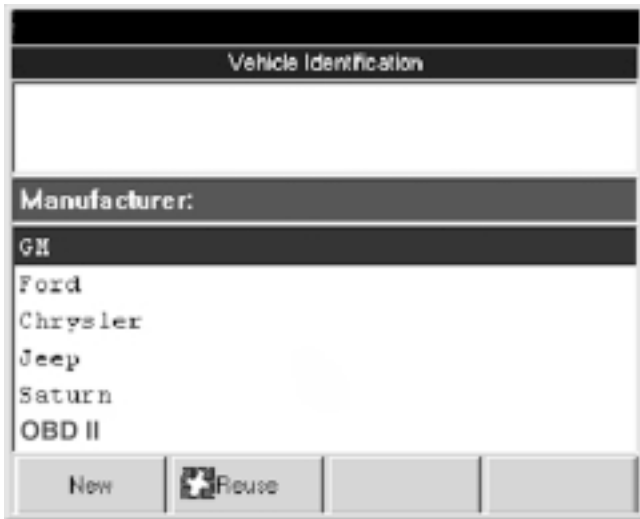 Vehicle Identification
Manufacturer:
GM
Ford
Chrysler
Jeep
Saturn
OBD II
New Reuse